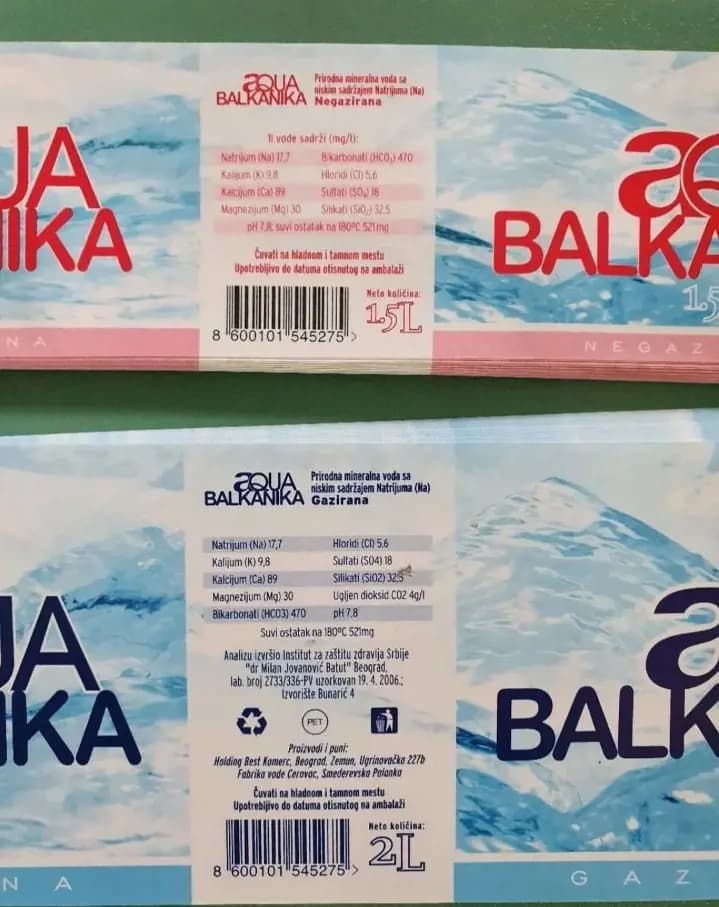 UA
NIKA
NA
AQUA
BALKANIKA
Prirodna mineralna voda sa
niskim sadržajem Natrijuma (Na)
Negazirana
1l vode sadrži (mg/l):
Natrijum (Na) 17,7 Bikarbonati (HCO₃) 470
Kalijum (K) 9,8 Hloridi (Cl) 5,6
Kalcijum (Ca) 89 Sulfati (SO₄) 18
Magnezijum (Mg) 30 Silikati (SiO₂) 32,5
pH 7,8, suvi ostatak na 180ºC 521mg
Čuvati na hladnom i tamnom mestu
Upotrebljivo do datuma otisnutog na ambalaži
Neto količina:
1.5L
8 600101 545275 >
AQ
BALKA
1.5
NEGAZ
UA
IKA
NA
AQUA
BALKANIKA
Prirodna mineralna voda sa
niskim sadržajem Natrijuma (Na)
Gazirana
Natrijum (Na) 17,7 Hloridi (Cl) 5,6
Kalijum (K) 9,8 Sulfati (SO4) 18
Kalcijum (Ca) 89 Silikati (SiO2) 32,5
Magnezijum (Mg) 30 Ugljen dioksid CO2 4g/l
Bikarbonati (HCO3) 470 pH 7,8
Suvi ostatak na 180ºC 521mg
Analizu izvršio Institut za zaštitu zdravlja Srbije
"dr Milan Jovanović Batut" Beograd,
lab. broj 2733/336-PV uzorkovan 19. 4. 2006.;
Izvorište Bunarić 4
PET
Proizvodi i puni:
Holding Best Komerc, Beograd, Zemun, Ugrinovačka 227b
Fabrika vode Cerovac, Smederevska Palanka
Čuvati na hladnom i tamnom mestu
Upotrebljivo do datuma otisnutog na ambalaži
Neto količina:
2L
8 600101 545275 >
A
BALK
GAZ